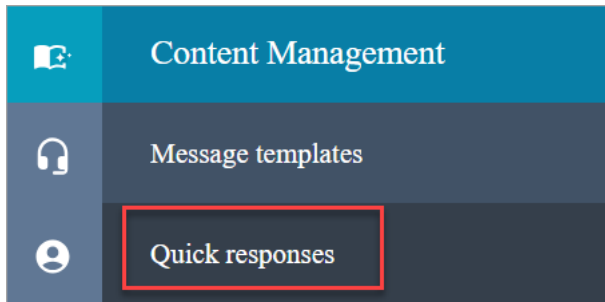 Content Management
Message templates
Quick responses